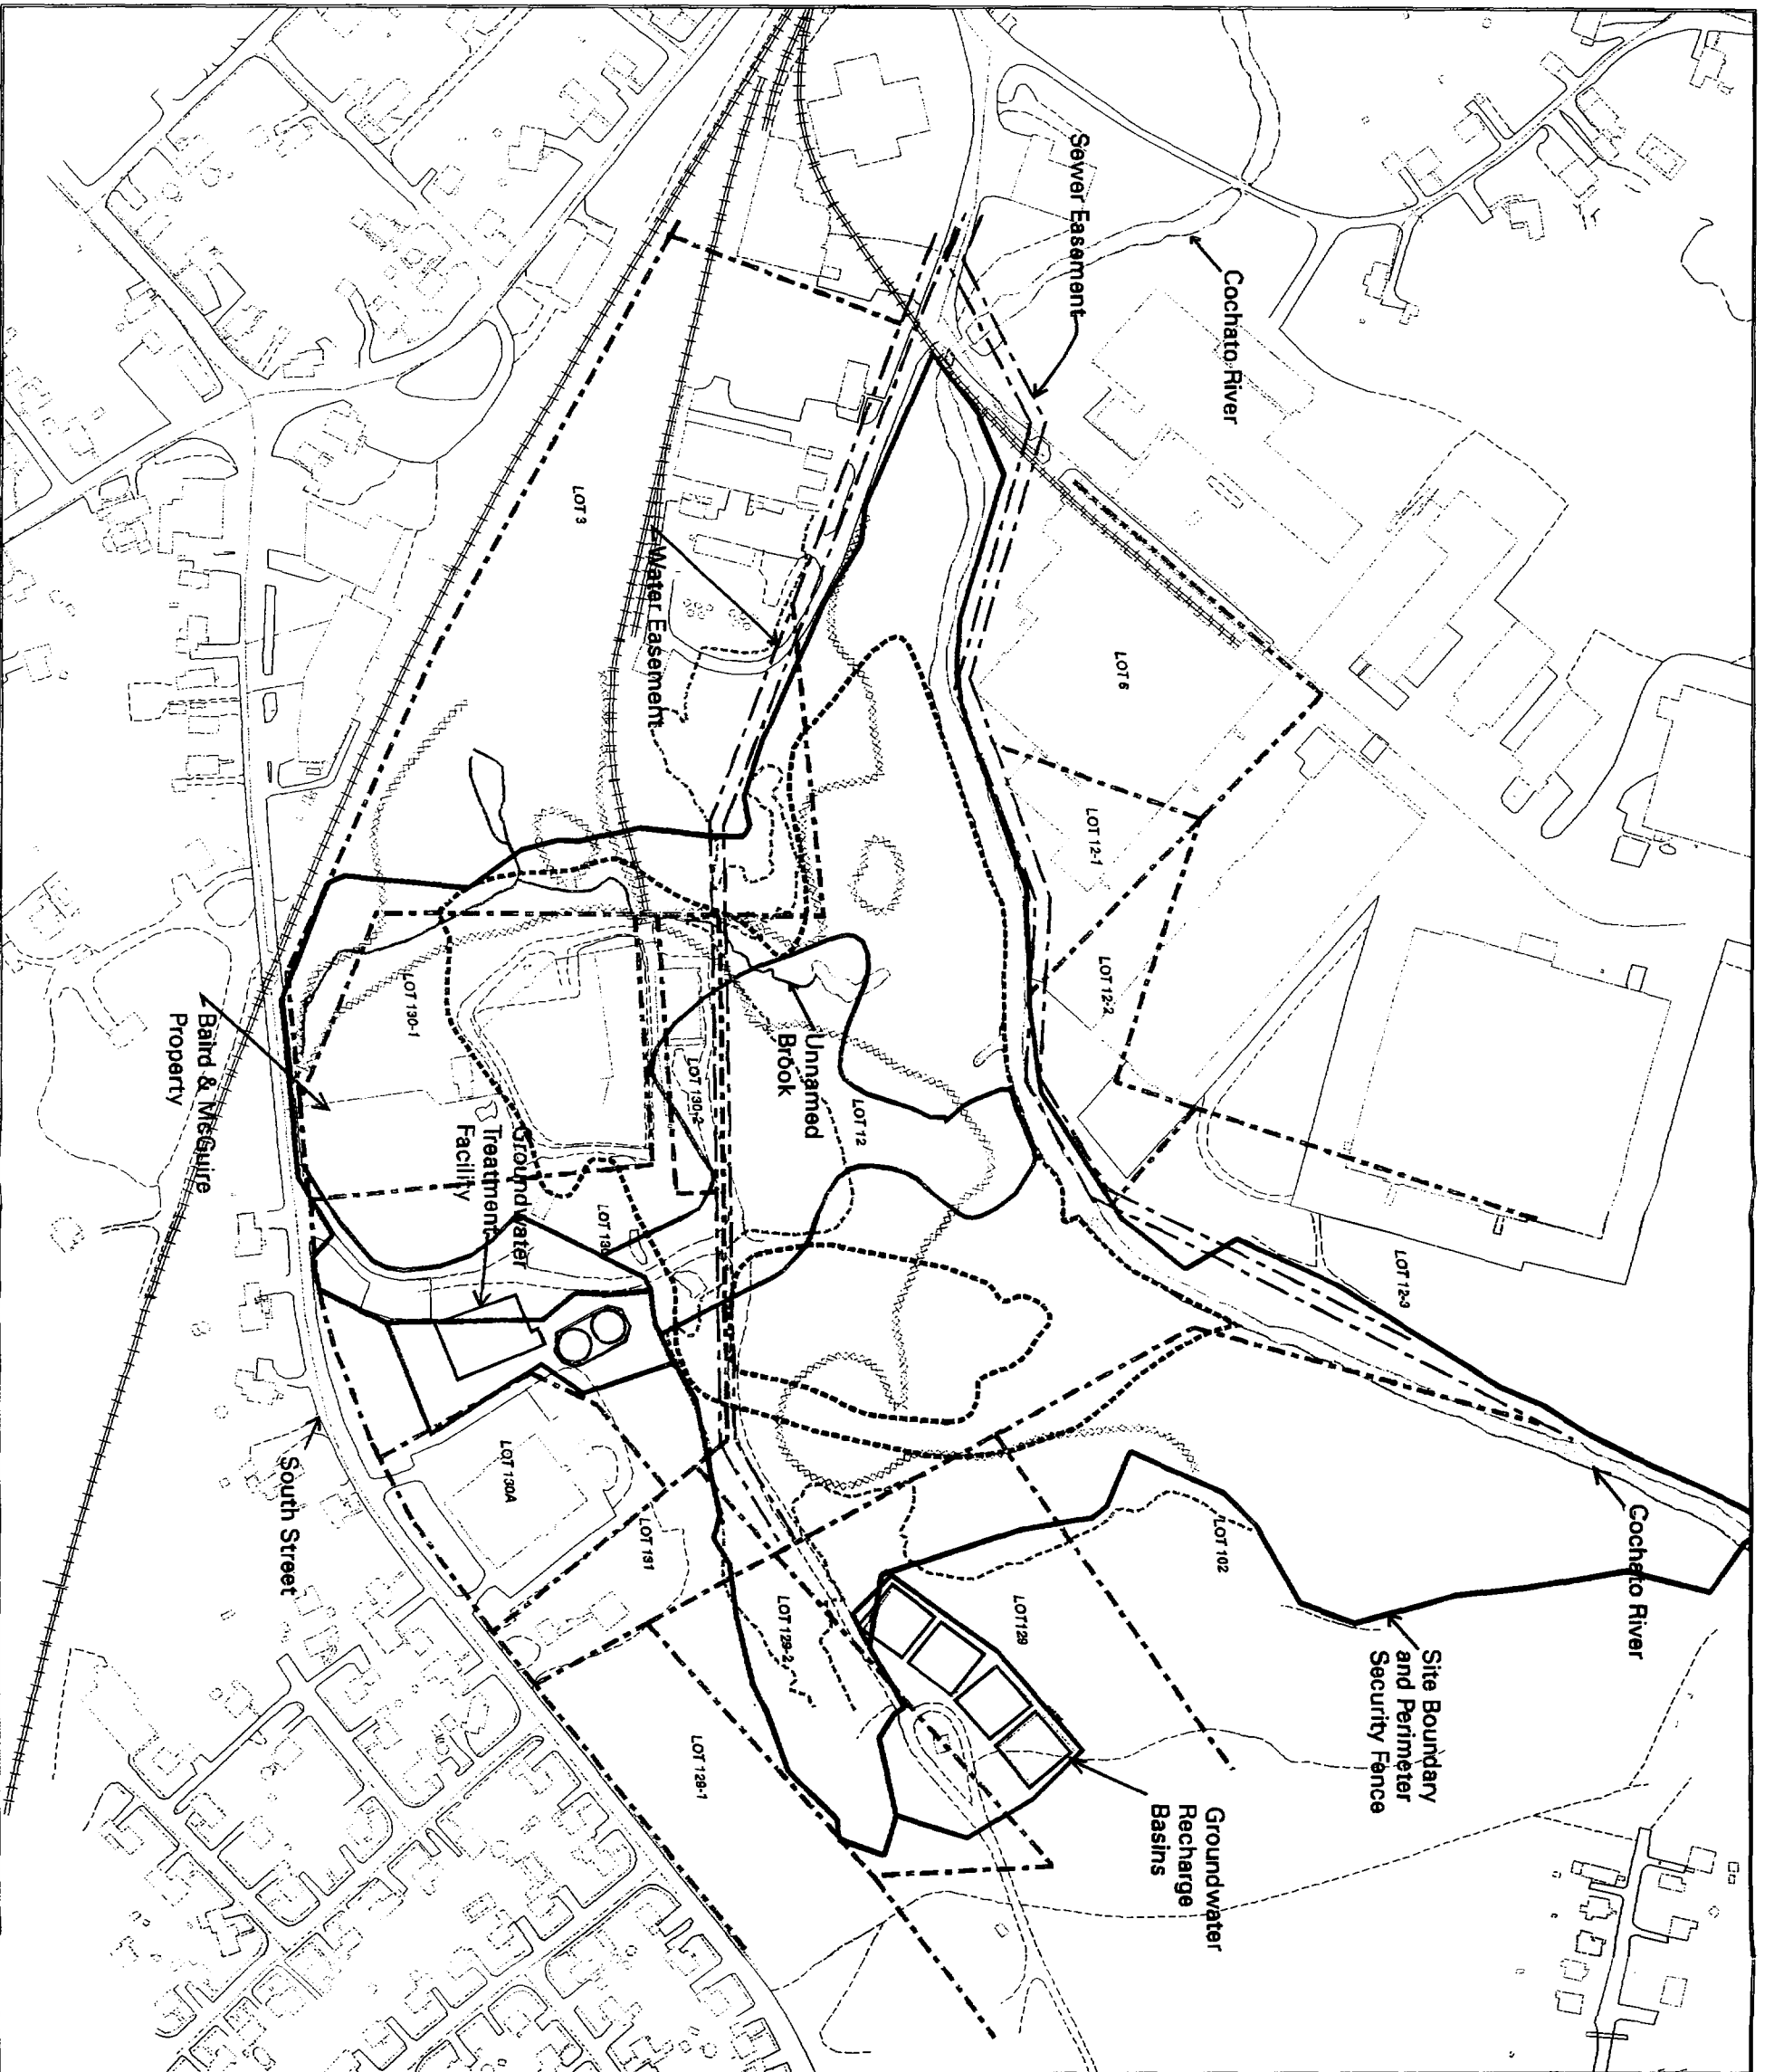 Cochato River
Sewer Easement
Cochato River
Site Boundary
and Perimeter
Security Fence
Groundwater
Recharge
Basins
Water Easement
Unnamed
Brook
Groundwater
Treatment
Facility
Baird & McGuire
Property
South Street
LOT 3
LOT 6
LOT 12-1
LOT 12-2
LOT 12-3
LOT 12
LOT 102
LOT 129
LOT 129-2
LOT 129-1
LOT 131
LOT 130A
LOT 130
LOT 130-1
LOT 130-2